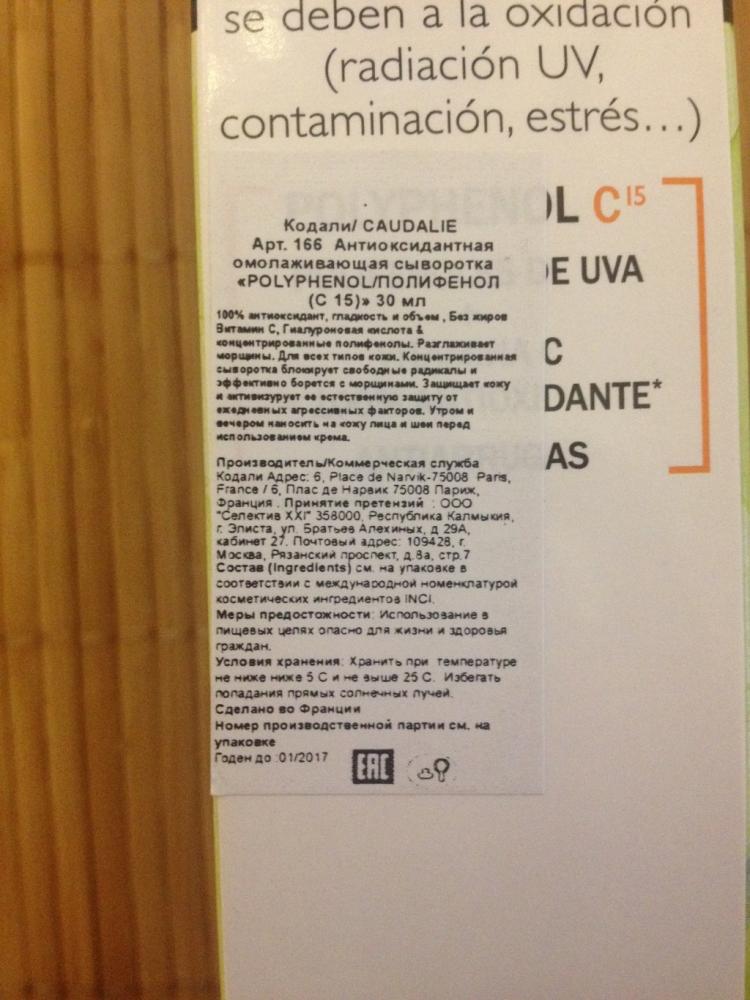 se deben a la oxidación
(radiación UV,
contaminación, estrés...)
POLYPHENOL C15
DE UVA
C
DANTE*
AS
Кодали/ CAUDALIE
Арт. 166 Антиоксидантная
омолаживающая сыворотка
«POLYPHENOL/ПОЛИФЕНОЛ
(C 15)» 30 мл
100% антиоксидант, гладкость и объем , Без жиров
Витамин С, Гиалуроновая кислота &
концентрированные полифенолы. Разглаживает
морщины. Для всех типов кожи. Концентрированная
сыворотка блокирует свободные радикалы и
эффективно борется с морщинами. Защищает кожу
и активизурует ее естественную защиту от
ежедневных агрессивных факторов. Утром и
вечером наносить на кожу лица и шеи перед
использованием крема.
Производитель/Коммерческая служба
Кодали Адрес: 6, Place de Narvik-75008 Paris,
France / 6, Плас де Нарвик 75008 Париж,
Франция . Принятие претензий : ООО
"Селектив XXI" 358000, Республика Калмыкия,
г. Элиста, ул. Братьев Алехиных, д 29А,
кабинет 27. Почтовый адрес: 109428, г.
Москва, Рязанский проспект, д.8а, стр.7
Состав (Ingredients) см. на упаковке в
соответствии с международной номенклатурой
косметических ингредиентов INCI.
Меры предостожности: Использование в
пищевых целях опасно для жизни и здоровья
граждан.
Условия хранения: Хранить при температуре
не ниже ниже 5 С и не выше 25 С. Избегать
попадания прямых солнечных лучей.
Сделано во Франции
Номер производственной партии см. на
упаковке
Годен до :01/2017
EAC